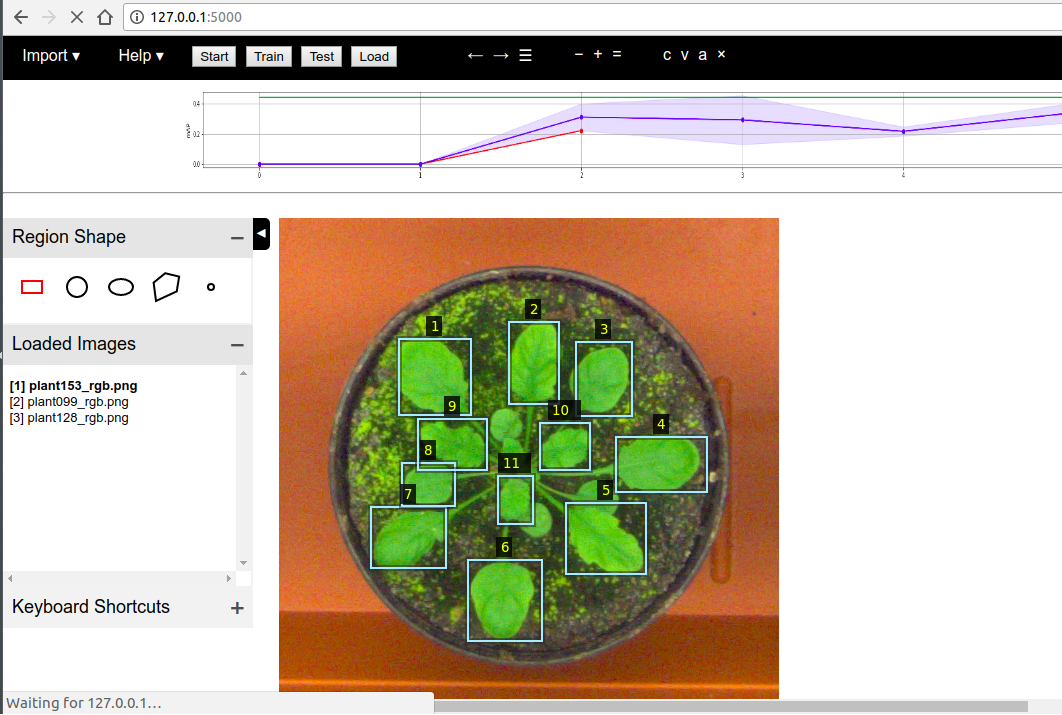 127.0.0.1:5000
Import ▾ Help ▾ Start Train Test Load ← → ☰ − + = c v a ×
0.4
0.2
0.0
mAP
0 1 2 3 4
Region Shape −
Loaded Images −
[1] plant153_rgb.png
[2] plant099_rgb.png
[3] plant128_rgb.png
Keyboard Shortcuts +
2
1
3
9
10
4
8
11
7
5
6
Waiting for 127.0.0.1...